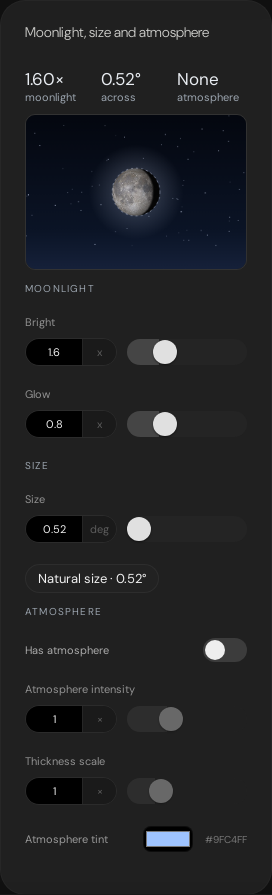 Moonlight, size and atmosphere
1.60× 0.52° None
moonlight across atmosphere
MOONLIGHT
Bright
1.6 x
Glow
0.8 x
SIZE
Size
0.52 deg
Natural size · 0.52°
ATMOSPHERE
Has atmosphere
Atmosphere intensity
1 ×
Thickness scale
1 ×
Atmosphere tint #9FC4FF